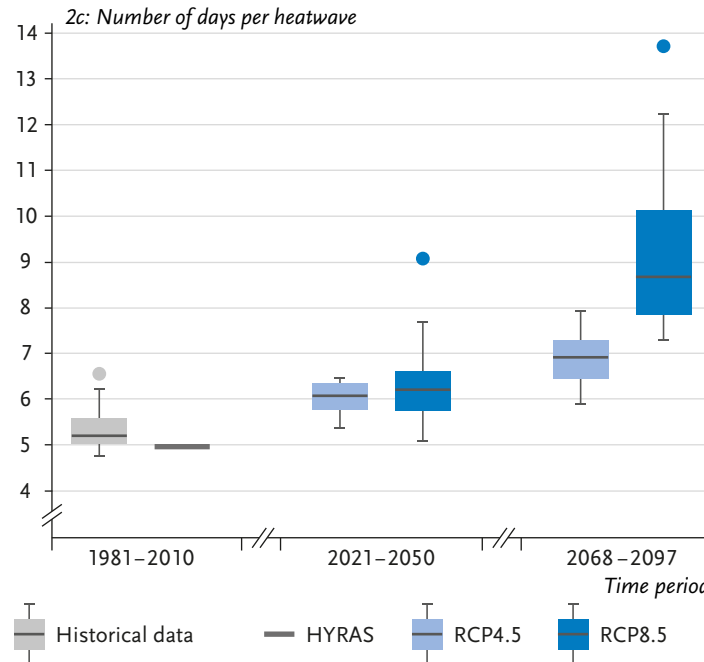 2c: Number of days per heatwave
14
13
12
11
10
9
8
7
6
5
4
1981–2010 2021–2050 2068–2097
Time period
Historical data HYRAS RCP4.5 RCP8.5